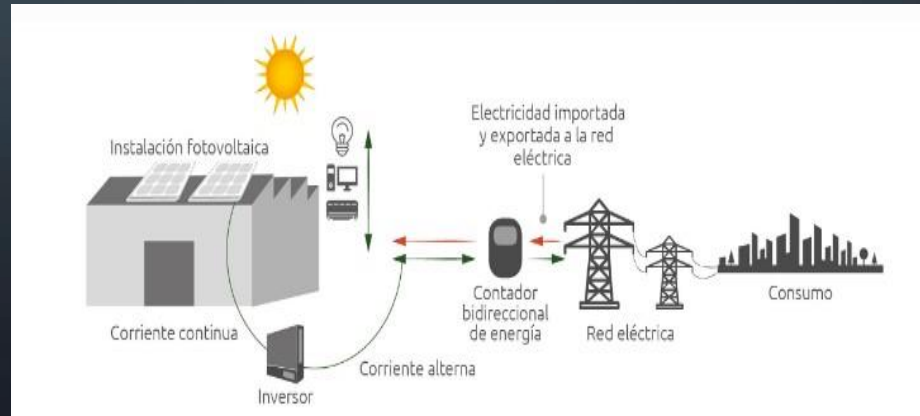 Instalación fotovoltaica
Electricidad importada
y exportada a la red
eléctrica
Corriente continua
Inversor
Corriente alterna
Contador
bidireccional
de energía
Red eléctrica
Consumo